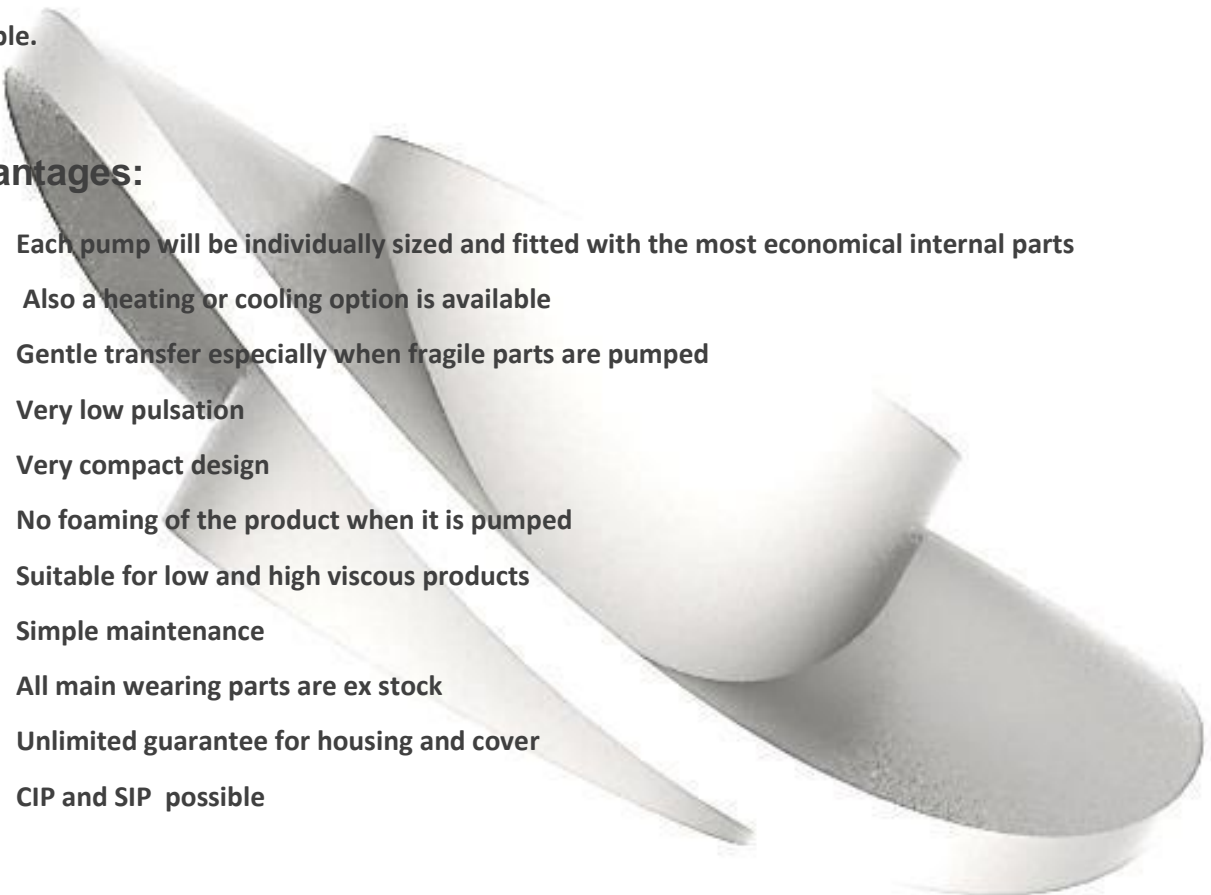 ple.
antages:
Each pump will be individually sized and fitted with the most economical internal parts
Also a heating or cooling option is available
Gentle transfer especially when fragile parts are pumped
Very low pulsation
Very compact design
No foaming of the product when it is pumped
Suitable for low and high viscous products
Simple maintenance
All main wearing parts are ex stock
Unlimited guarantee for housing and cover
CIP and SIP  possible